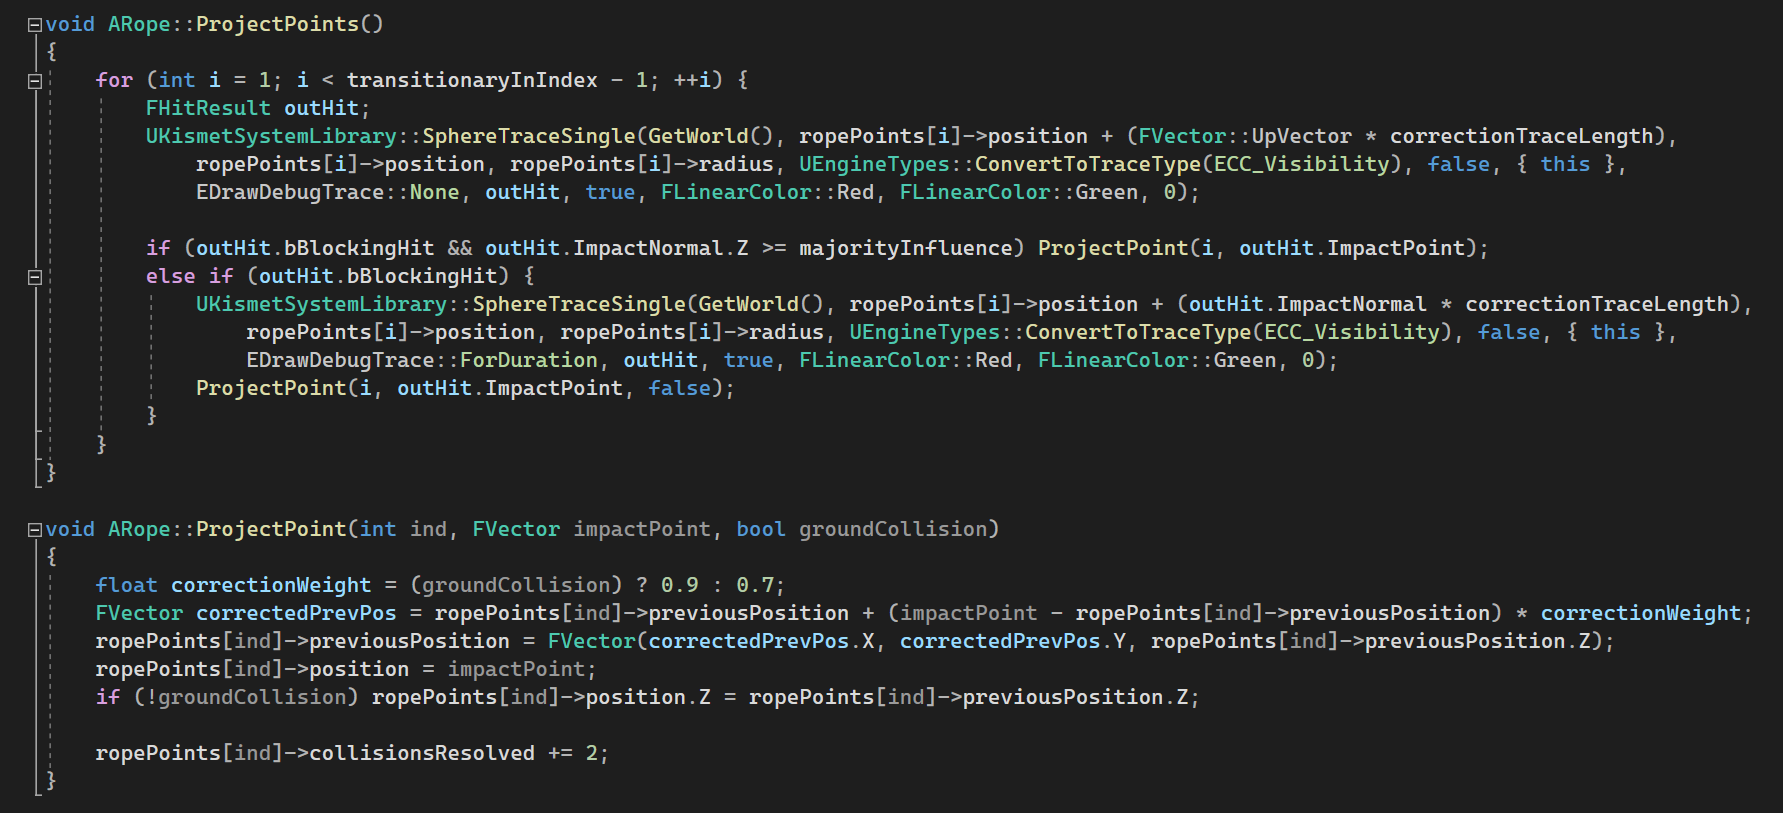 void ARope::ProjectPoints()
{
    for (int i = 1; i < transitionaryInIndex - 1; ++i) {
        FHitResult outHit;
        UKismetSystemLibrary::SphereTraceSingle(GetWorld(), ropePoints[i]->position + (FVector::UpVector * correctionTraceLength),
            ropePoints[i]->position, ropePoints[i]->radius, UEngineTypes::ConvertToTraceType(ECC_Visibility), false, { this },
            EDrawDebugTrace::None, outHit, true, FLinearColor::Red, FLinearColor::Green, 0);

        if (outHit.bBlockingHit && outHit.ImpactNormal.Z >= majorityInfluence) ProjectPoint(i, outHit.ImpactPoint);
        else if (outHit.bBlockingHit) {
            UKismetSystemLibrary::SphereTraceSingle(GetWorld(), ropePoints[i]->position + (outHit.ImpactNormal * correctionTraceLength),
                ropePoints[i]->position, ropePoints[i]->radius, UEngineTypes::ConvertToTraceType(ECC_Visibility), false, { this },
                EDrawDebugTrace::ForDuration, outHit, true, FLinearColor::Red, FLinearColor::Green, 0);
            ProjectPoint(i, outHit.ImpactPoint, false);
        }
    }
}

void ARope::ProjectPoint(int ind, FVector impactPoint, bool groundCollision)
{
    float correctionWeight = (groundCollision) ? 0.9 : 0.7;
    FVector correctedPrevPos = ropePoints[ind]->previousPosition + (impactPoint - ropePoints[ind]->previousPosition) * correctionWeight;
    ropePoints[ind]->previousPosition = FVector(correctedPrevPos.X, correctedPrevPos.Y, ropePoints[ind]->previousPosition.Z);
    ropePoints[ind]->position = impactPoint;
    if (!groundCollision) ropePoints[ind]->position.Z = ropePoints[ind]->previousPosition.Z;

    ropePoints[ind]->collisionsResolved += 2;
}